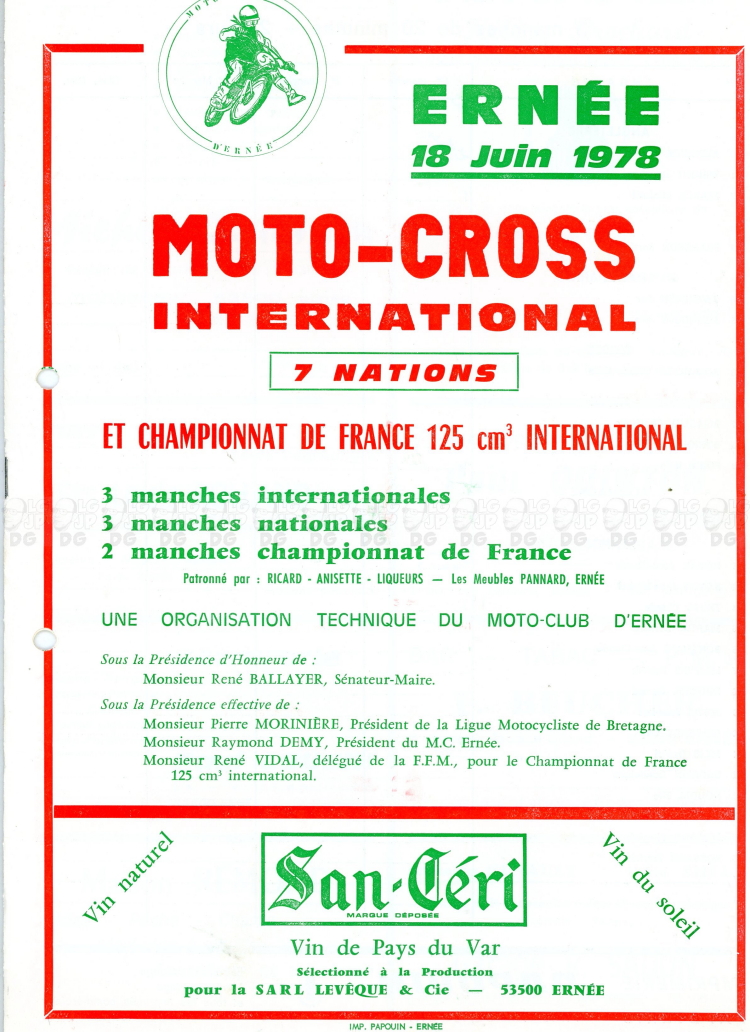 MOTO
D'ERNÉE
ERNÉE
18 Juin 1978
MOTO-CROSS
INTERNATIONAL
7 NATIONS
ET CHAMPIONNAT DE FRANCE 125 cm³ INTERNATIONAL
3 manches internationales
3 manches nationales
2 manches championnat de France
Patronné par : RICARD - ANISETTE - LIQUEURS — Les Meubles PANNARD, ERNÉE
UNE ORGANISATION TECHNIQUE DU MOTO-CLUB D'ERNÉE
Sous la Présidence d'Honneur de :
Monsieur René BALLAYER, Sénateur-Maire.
Sous la Présidence effective de :
Monsieur Pierre MORINIÈRE, Président de la Ligue Motocycliste de Bretagne.
Monsieur Raymond DEMY, Président du M.C. Ernée.
Monsieur René VIDAL, délégué de la F.F.M., pour le Championnat de France
125 cm³ international.
Vin naturel
San-Céri
MARQUE DÉPOSÉE
Vin du soleil
Vin de Pays du Var
Sélectionné à la Production
pour la SARL LEVÊQUE & Cie — 53500 ERNÉE
IMP. PAPOUIN - ERNÉE